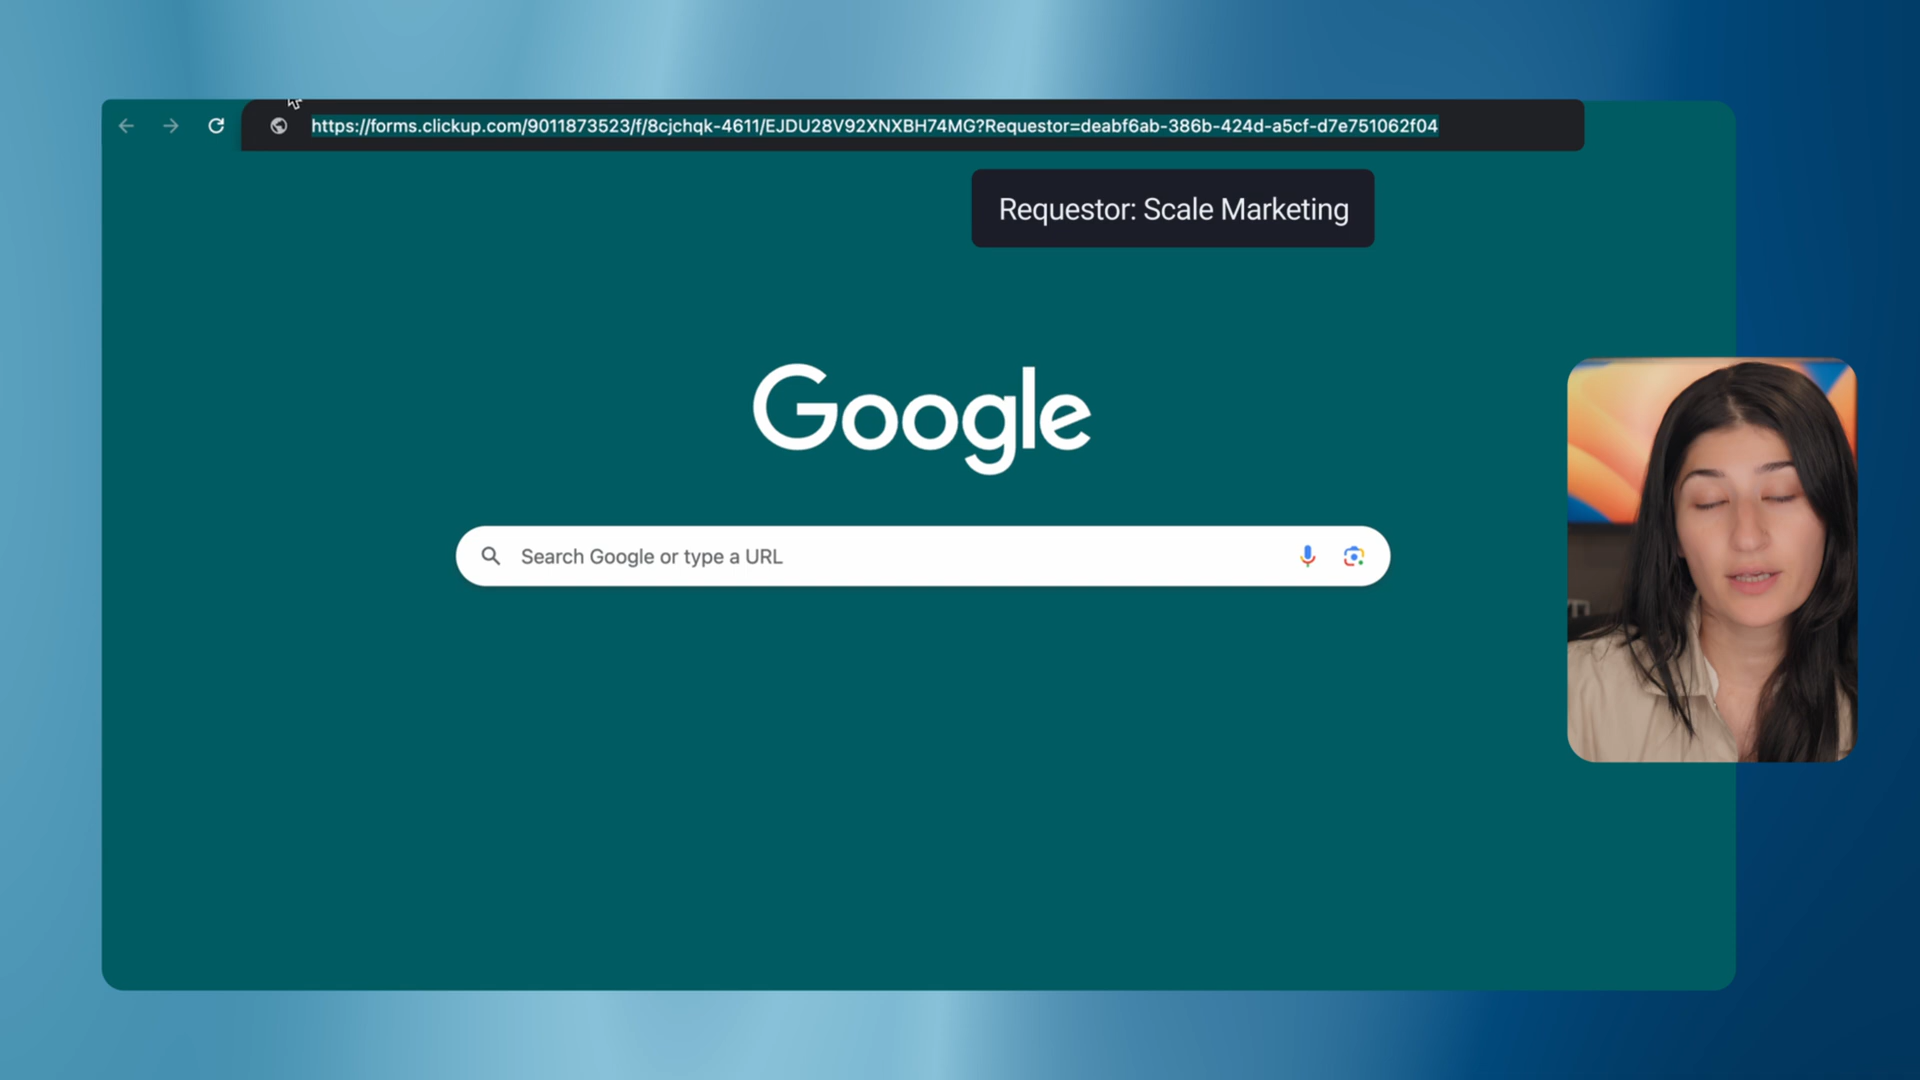 https://forms.clickup.com/9011873523/f/8cjchqk-4611/EJDU28V92XNXBH74MG?Requestor=deabf6ab-386b-424d-a5cf-d7e751062f04
Requestor: Scale Marketing
Google
Search Google or type a URL